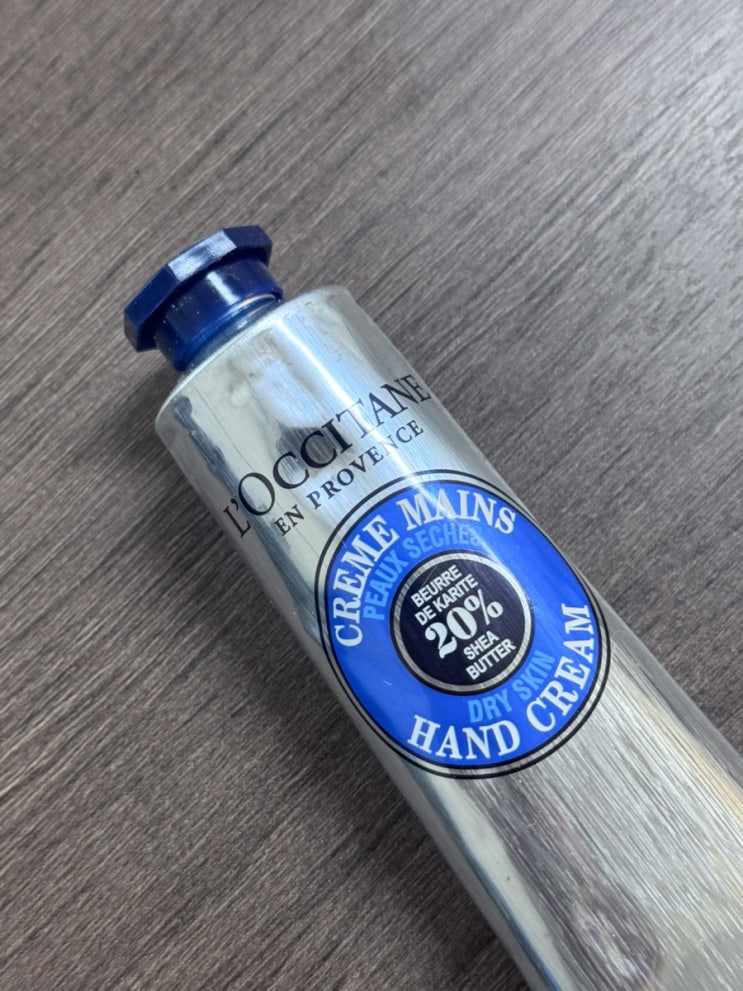 L'OCCITANE
EN PROVENCE
CREME MAINS
PEAUX SECHES
BEURRE
DE KARITE
20%
SHEA
BUTTER
DRY SKIN
HAND CREAM